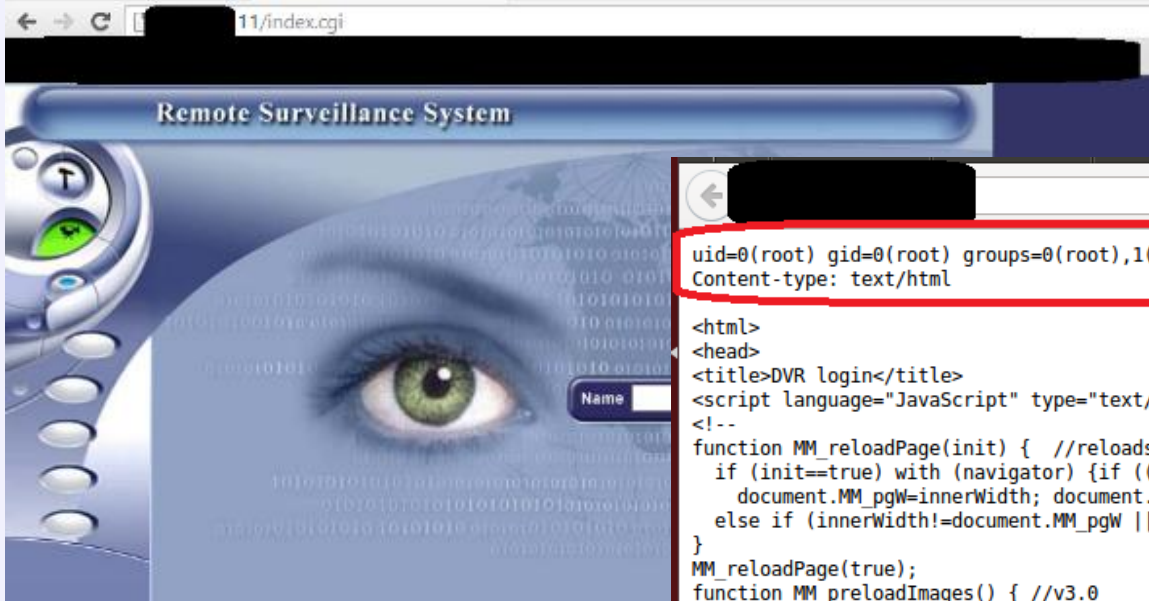 11/index.cgi
Remote Surveillance System
Name
uid=0(root) gid=0(root) groups=0(root),1(
Content-type: text/html
<html>
<head>
<title>DVR login</title>
<script language="JavaScript" type="text/
<!--
function MM_reloadPage(init) {  //reloads
  if (init==true) with (navigator) {if ((
    document.MM_pgW=innerWidth; document.
  else if (innerWidth!=document.MM_pgW ||
}
MM_reloadPage(true);
function MM_preloadImages() { //v3.0